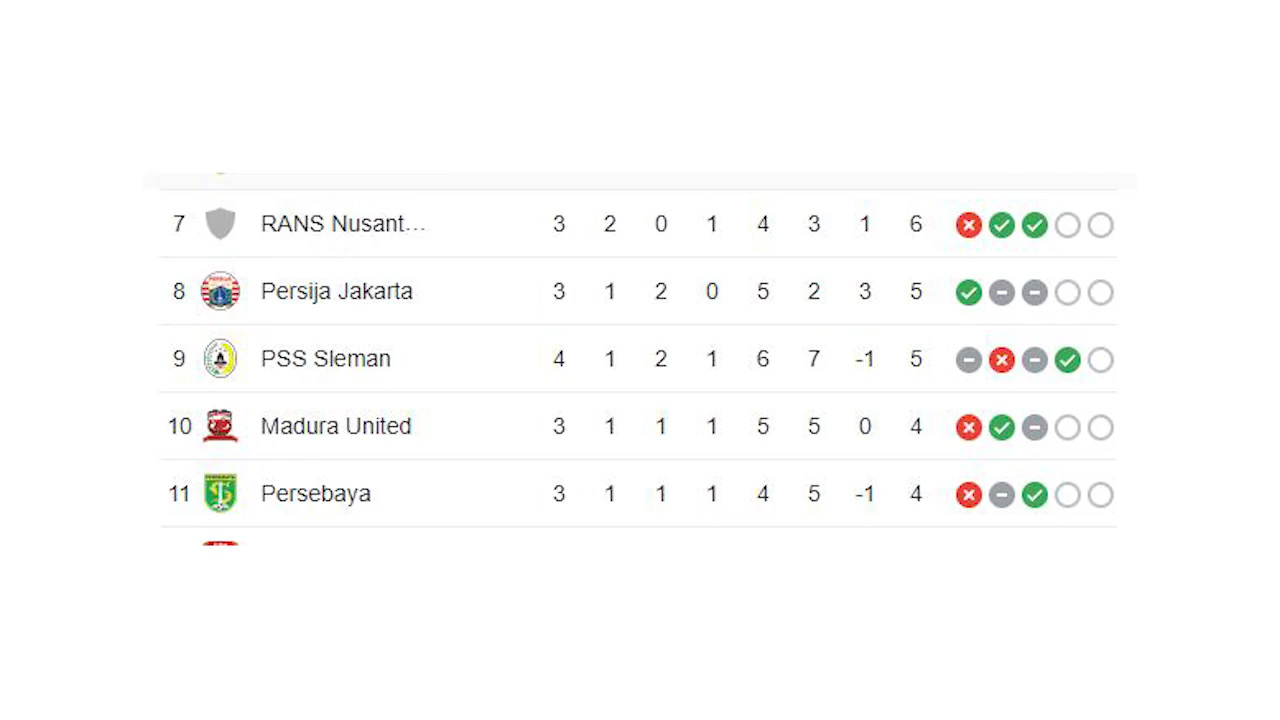 7 RANS Nusant... 3 2 0 1 4 3 1 6
8 Persija Jakarta 3 1 2 0 5 2 3 5
9 PSS Sleman 4 1 2 1 6 7 -1 5
10 Madura United 3 1 1 1 5 5 0 4
11 Persebaya 3 1 1 1 4 5 -1 4